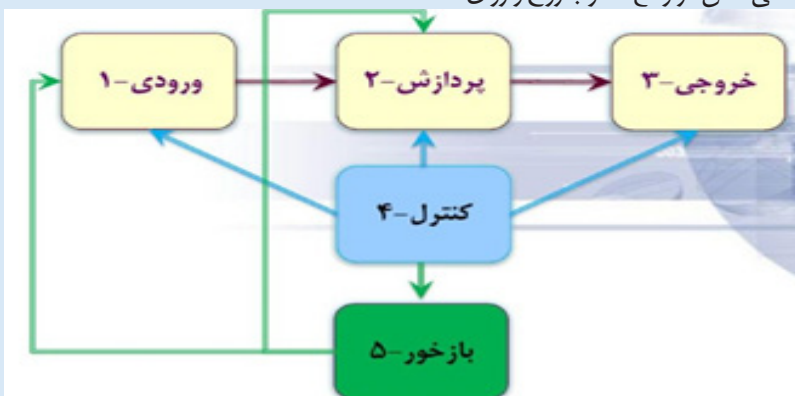 ۱-ورودی
۲-پردازش
۳-خروجی
۴-کنترل
۵-بازخور